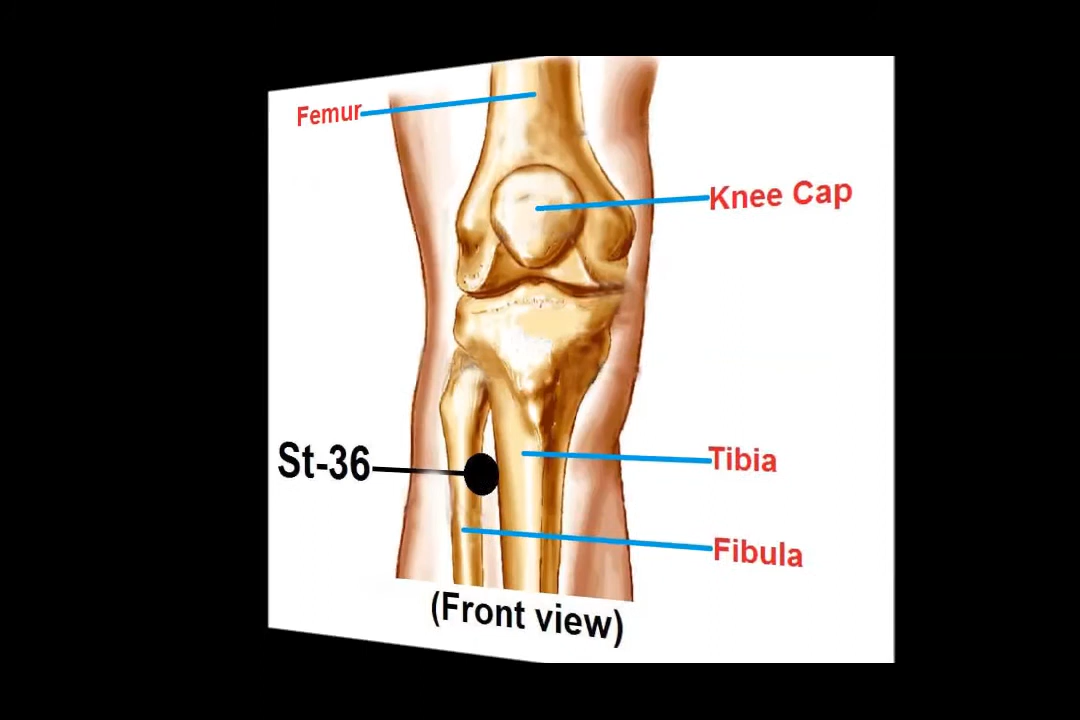 Femur
Knee Cap
St-36
Tibia
Fibula
(Front view)